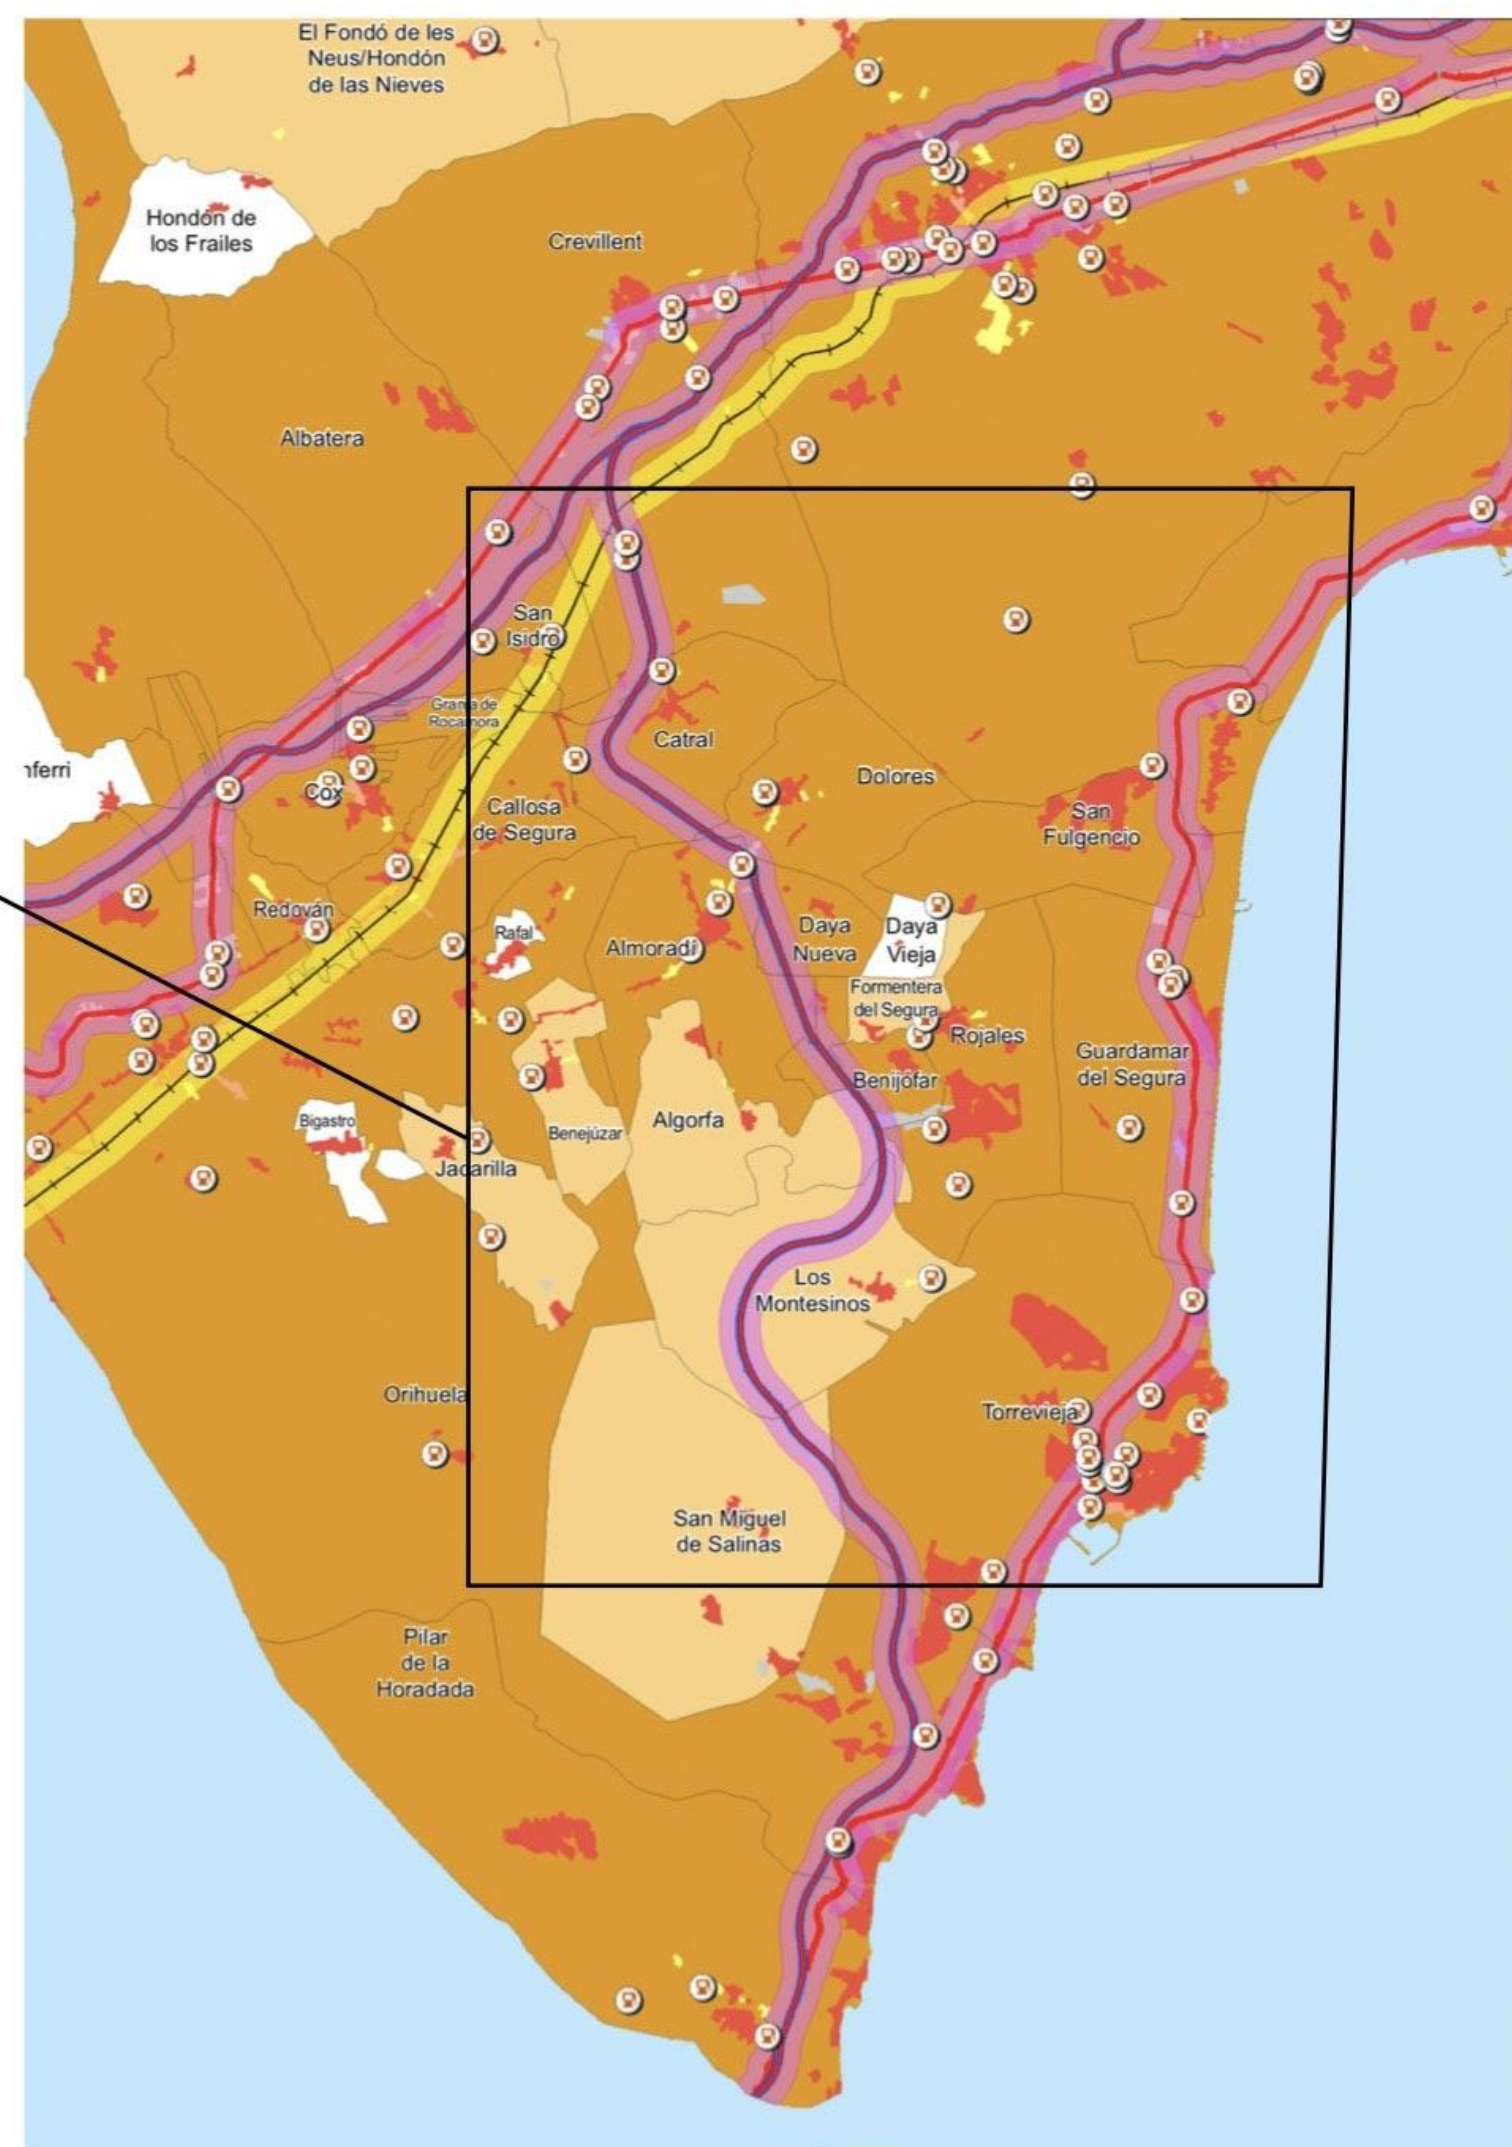 El Fondó de les
Neus/Hondón
de las Nieves
Hondón de
los Frailes
Crevillent
Albatera
San
Isidro
Granja de
Rocamora
Catral
nferri
Dolores
Cox
Callosa
de Segura
San
Fulgencio
Redován
Rafal
Almoradí
Daya
Nueva
Daya
Vieja
Formentera
del Segura
Rojales
Guardamar
del Segura
Benijófar
Bigastro
Benejúzar
Algorfa
Jacarilla
Los
Montesinos
Orihuela
Torrevieja
San Miguel
de Salinas
Pilar
de la
Horadada